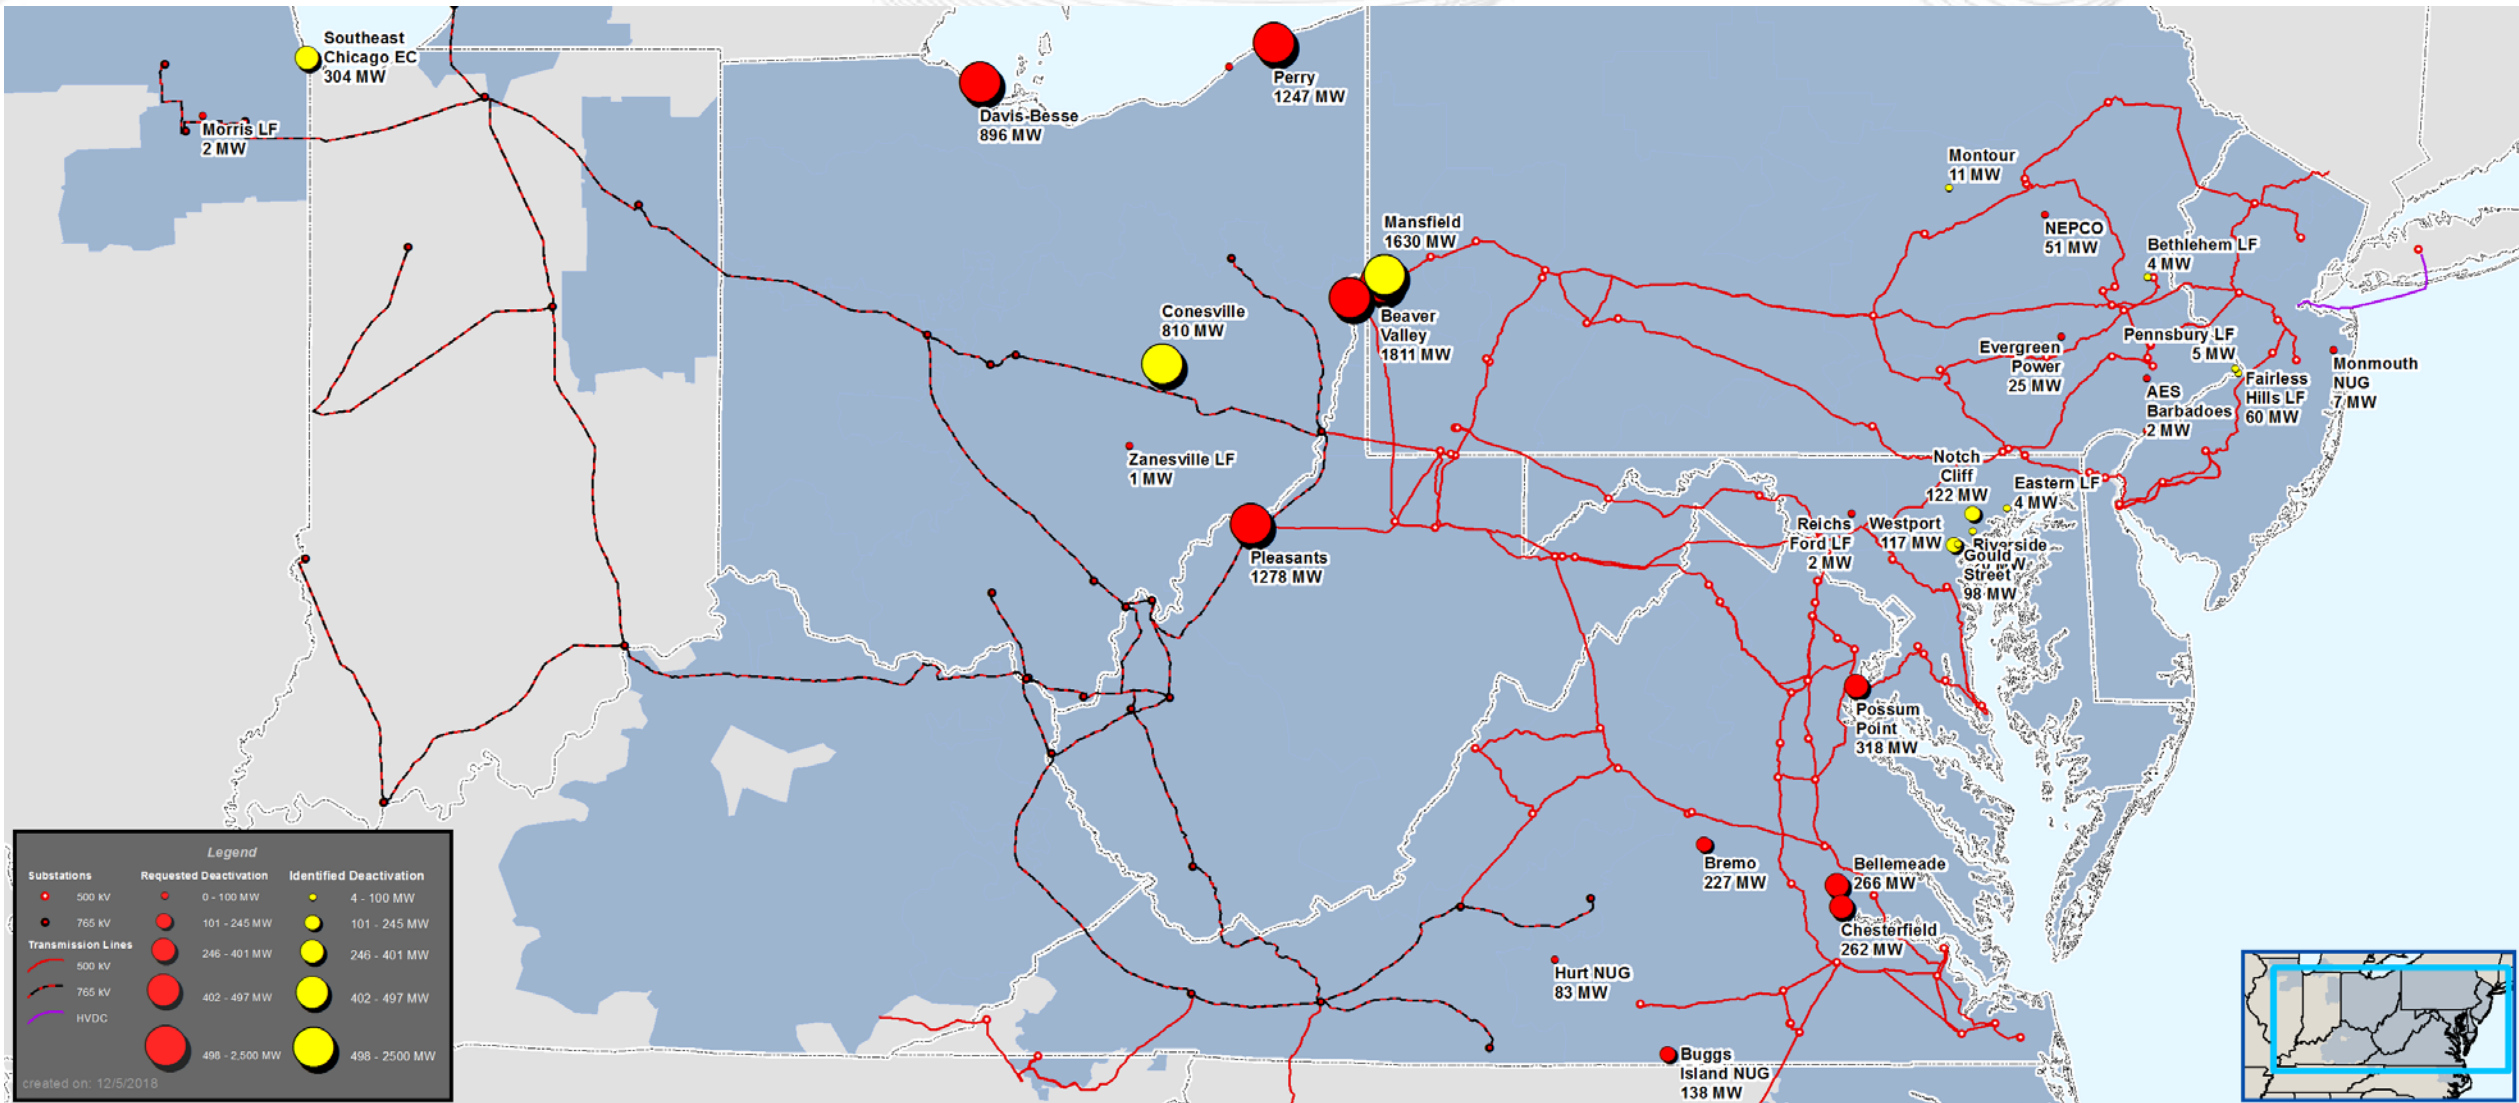 Southeast
Chicago EC
304 MW
Morris LF
2 MW
Davis-Besse
896 MW
Perry
1247 MW
Mansfield
1630 MW
Beaver
Valley
1811 MW
Conesville
810 MW
Zanesville LF
1 MW
Pleasants
1278 MW
Montour
11 MW
NEPCO
51 MW
Bethlehem LF
4 MW
Pennsbury LF
5 MW
Evergreen
Power
25 MW
AES
Barbadoes
2 MW
Fairless
Hills LF
60 MW
Monmouth
NUG
7 MW
Notch
Cliff
122 MW
Eastern LF
4 MW
Reichs
Ford LF
2 MW
Westport
117 MW
Riverside
Gould
Street
98 MW
Possum
Point
318 MW
Bremo
227 MW
Bellemeade
266 MW
Chesterfield
262 MW
Hurt NUG
83 MW
Buggs
Island NUG
138 MW
Legend
Substations
500 kV
765 kV
Transmission Lines
500 kV
765 kV
HVDC
Requested Deactivation
0 - 100 MW
101 - 245 MW
246 - 401 MW
402 - 497 MW
498 - 2,500 MW
Identified Deactivation
4 - 100 MW
101 - 245 MW
246 - 401 MW
402 - 497 MW
498 - 2500 MW
created on: 12/5/2018